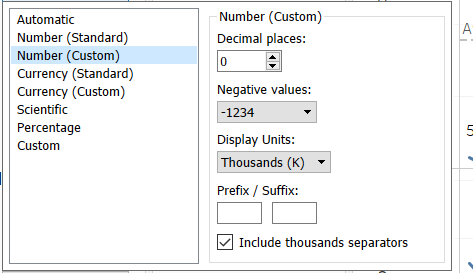 Automatic
Number (Standard)
Number (Custom)
Currency (Standard)
Currency (Custom)
Scientific
Percentage
Custom
Number (Custom)
Decimal places:
0
Negative values:
-1234
Display Units:
Thousands (K)
Prefix / Suffix:
Include thousands separators
A
5